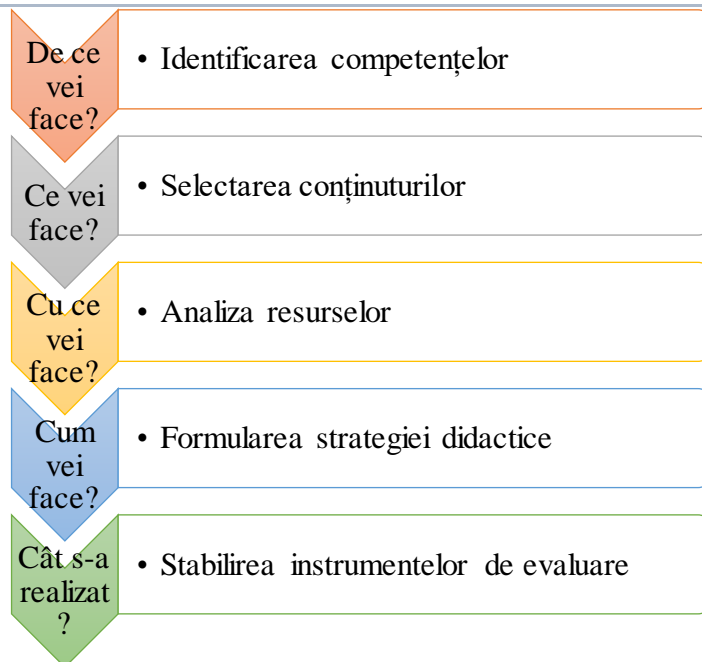 De ce
vei
face?
• Identificarea competențelor
Ce vei
face?
• Selectarea conținuturilor
Cu ce
vei
face?
• Analiza resurselor
Cum
vei
face?
• Formularea strategiei didactice
Cât s-a
realizat
?
• Stabilirea instrumentelor de evaluare